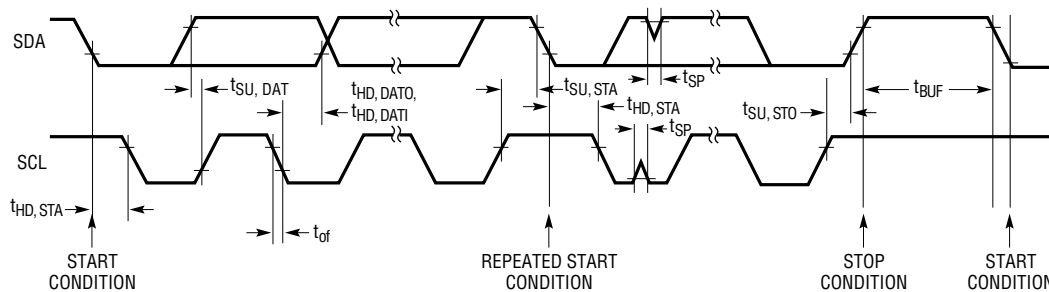 SDA
tSU, DAT
tHD, DATO,
tHD, DATI
tSU, STA
tHD, STA
tSP
tSP
tSU, STO
tBUF
SCL
tHD, STA
tof
START
CONDITION
REPEATED START
CONDITION
STOP
CONDITION
START
CONDITION